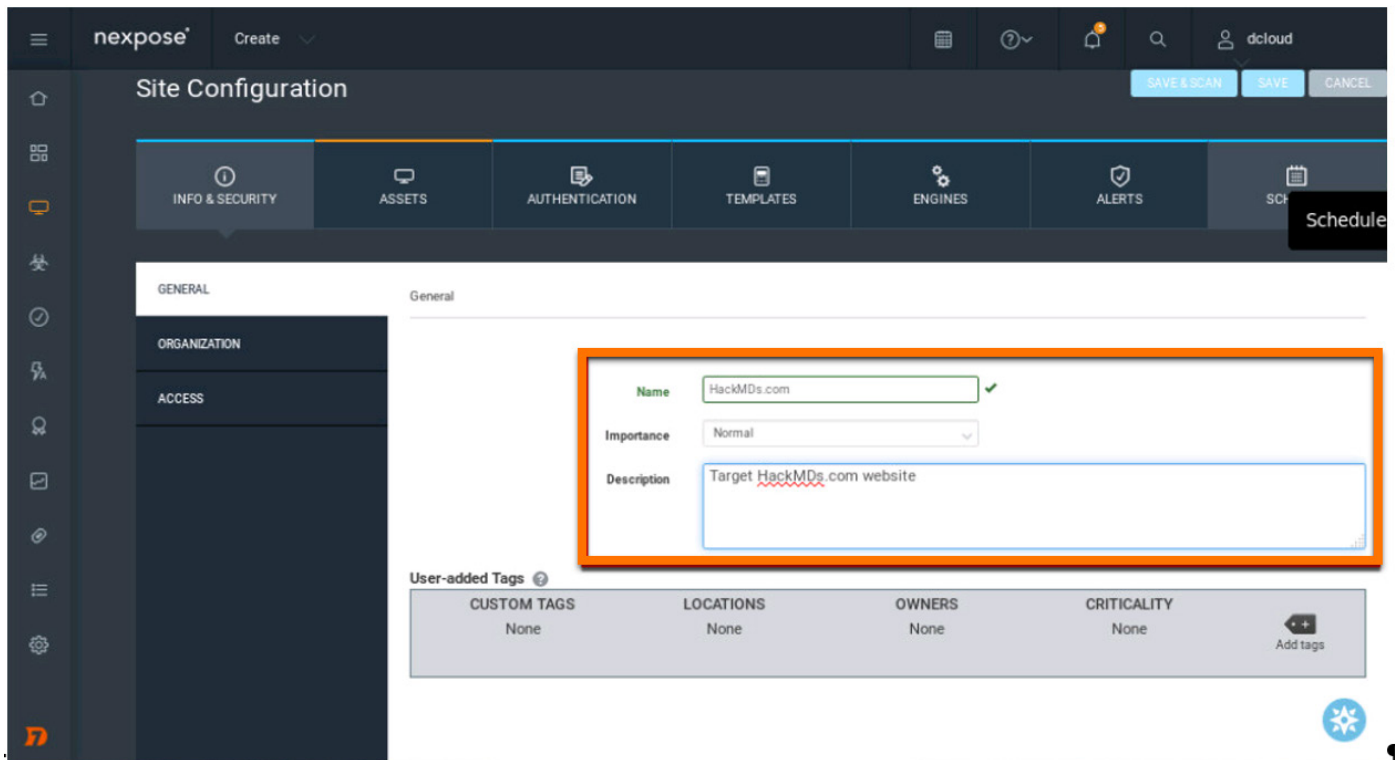 nexpose
Create
dcloud
Site Configuration
SAVE & SCAN
SAVE
CANCEL
INFO & SECURITY
ASSETS
AUTHENTICATION
TEMPLATES
ENGINES
ALERTS
SCH
Schedule
GENERAL
General
ORGANIZATION
ACCESS
Name
HackMDs.com
Importance
Normal
Description
Target HackMDs.com website
User-added Tags
CUSTOM TAGS LOCATIONS OWNERS CRITICALITY
None None None None
Add tags